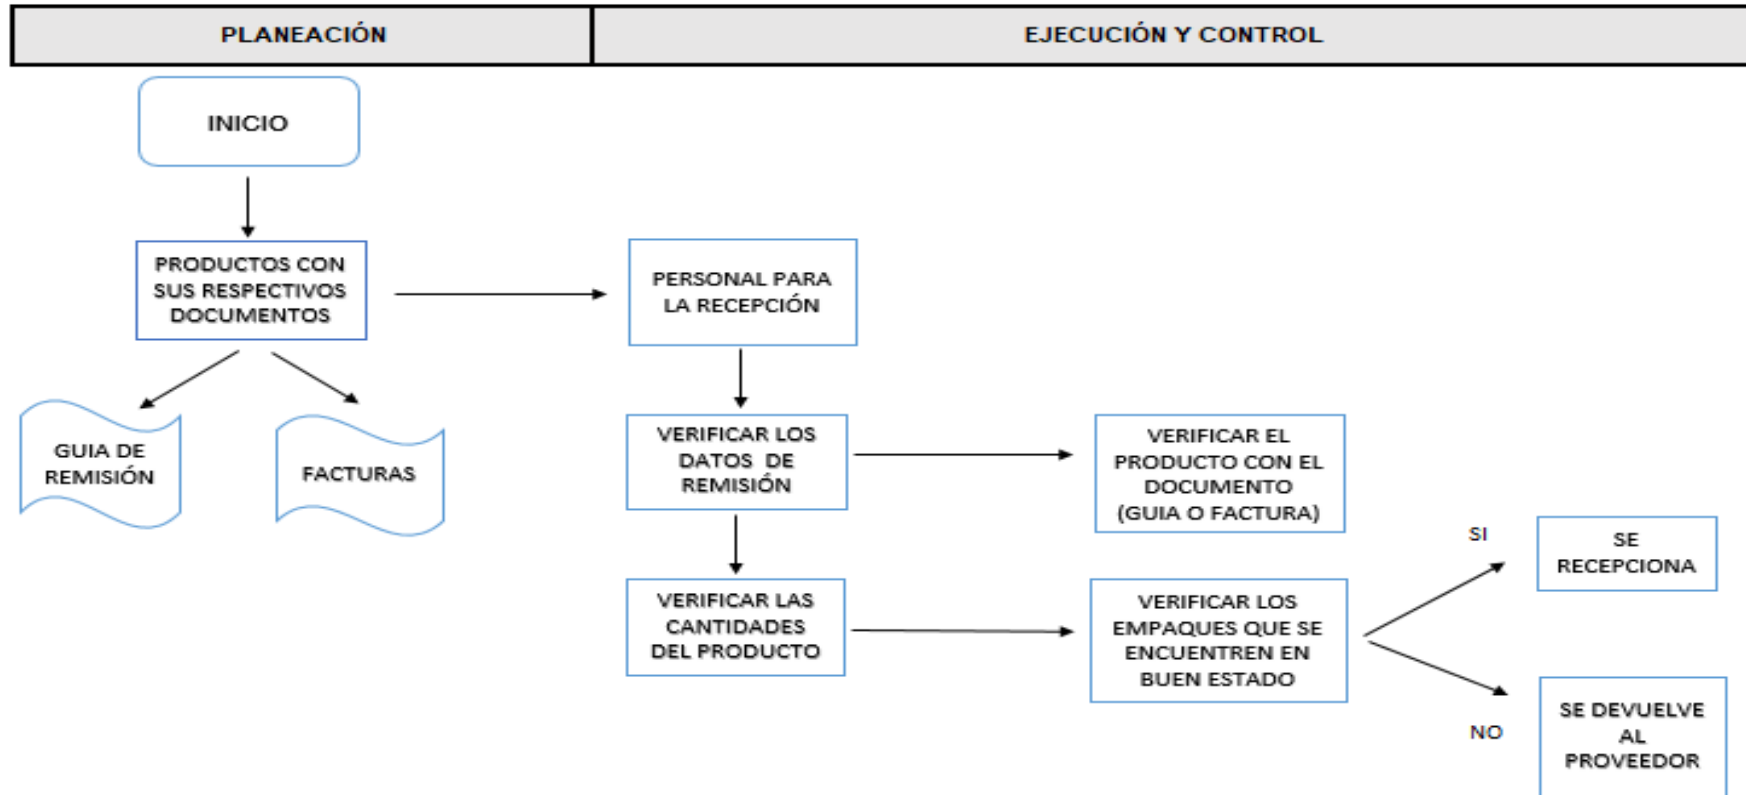 PLANEACIÓN
EJECUCIÓN Y CONTROL
INICIO
PRODUCTOS CON
SUS RESPECTIVOS
DOCUMENTOS
PERSONAL PARA
LA RECEPCIÓN
GUIA DE
REMISIÓN
FACTURAS
VERIFICAR LOS
DATOS DE
REMISIÓN
VERIFICAR EL
PRODUCTO CON EL
DOCUMENTO
(GUIA O FACTURA)
VERIFICAR LAS
CANTIDADES
DEL PRODUCTO
VERIFICAR LOS
EMPAQUES QUE SE
ENCUENTREN EN
BUEN ESTADO
SI
SE
RECEPCIONA
NO
SE DEVUELVE
AL
PROVEEDOR